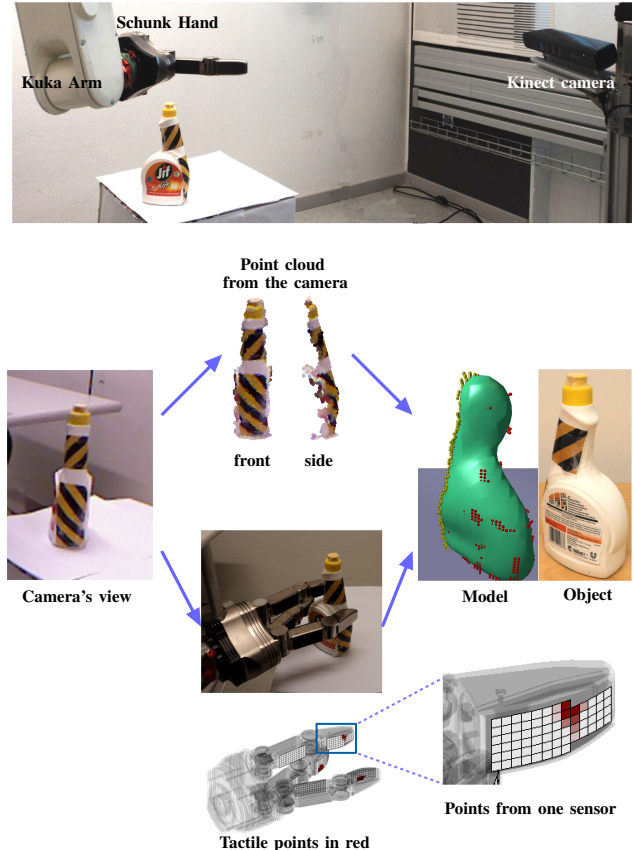 Schunk Hand
Kuka Arm
Kinect camera
Jif
Point cloud
from the camera
front
side
Camera's view
Model
Object
Points from one sensor
Tactile points in red